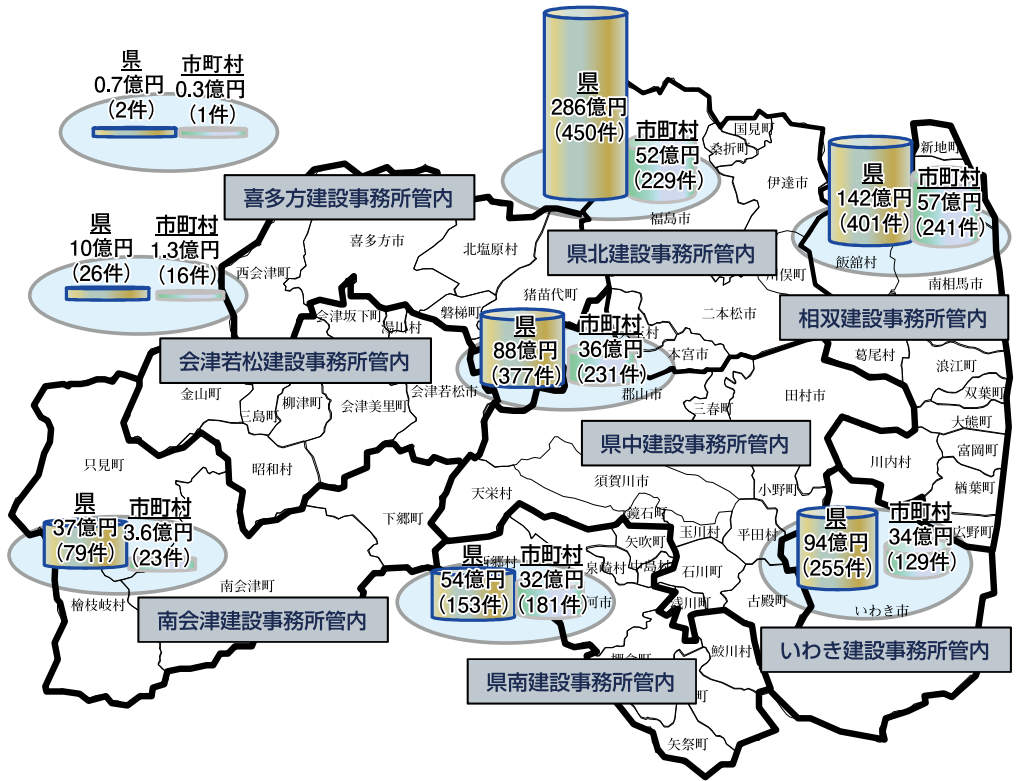 県
0.7億円
(2件)
市町村
0.3億円
(1件)
県
286億円
(450件)
市町村
52億円
(229件)
国見町
桑折町
伊達市
新地町
県
142億円
(401件)
市町村
57億円
(241件)
喜多方建設事務所管内
福島市
県
10億円
(26件)
市町村
1.3億円
(16件)
喜多方市
北塩原村
県北建設事務所管内
飯舘村
西会津町
川俣町
南相馬市
猪苗代町
二本松市
相双建設事務所管内
会津坂下町
湯川村
磐梯町
県
88億円
(377件)
市町村
36億円
(231件)
本宮市
会津若松建設事務所管内
葛尾村
浪江町
金山町
三島町
柳津町
会津美里町
会津若松市
郡山市
三春町
田村市
双葉町
大熊町
県中建設事務所管内
富岡町
只見町
昭和村
川内村
楢葉町
天栄村
須賀川市
小野町
県
37億円
(79件)
市町村
3.6億円
(23件)
下郷町
鏡石町
玉川村
平田村
県
94億円
(255件)
市町村
34億円
(129件)
広野町
矢吹町
泉崎村
中島村
石川町
県
54億円
(153件)
市町村
32億円
(181件)
河市
浅川町
古殿町
いわき市
檜枝岐村
南会津町
南会津建設事務所管内
いわき建設事務所管内
鮫川村
県南建設事務所管内
町
矢祭町